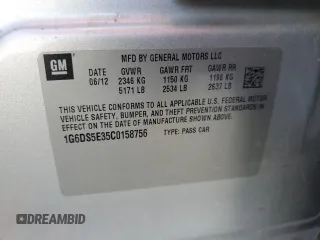 GM
MFD BY GENERAL MOTORS LLC
DATE GVWR GAWR FRT GAWR RR
06/12 2346 KG 1150 KG 1196 KG
5171 LB 2534 LB 2637 LB
THIS VEHICLE CONFORMS TO ALL APPLICABLE U.S. FEDERAL MOTOR
VEHICLE SAFETY, BUMPER, AND THEFT PREVENTION STANDARDS IN
EFFECT ON THE DATE OF MANUFACTURE SHOWN ABOVE.
1G6DS5E35C0158756 TYPE: PASS CAR
DREAMBID